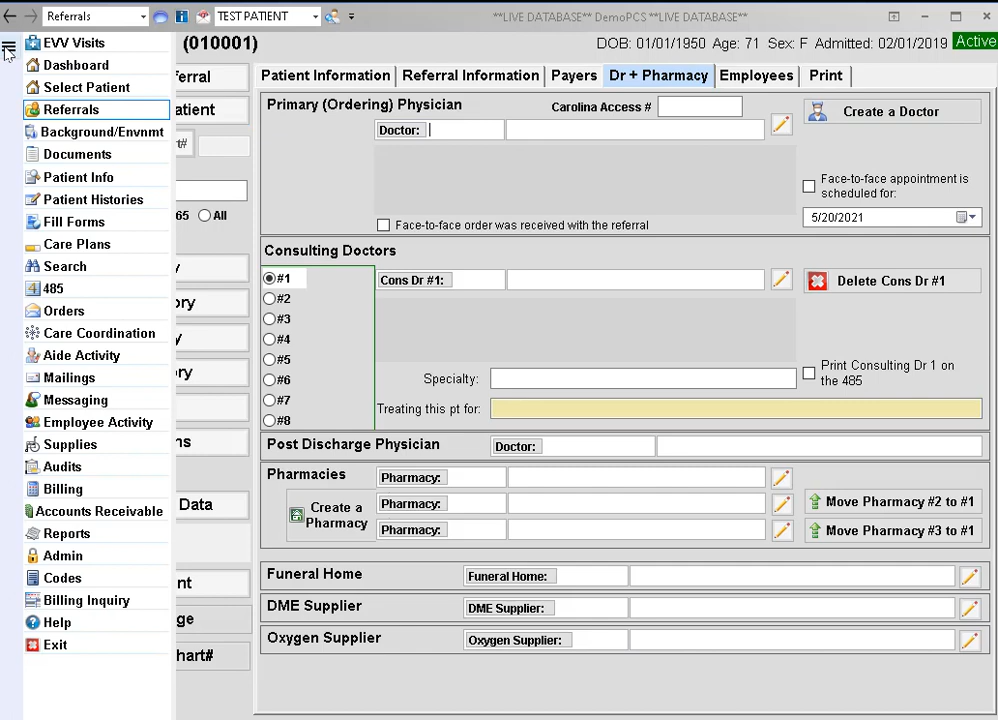 Referrals
TEST PATIENT
**LIVE DATABASE** DemoPCS **LIVE DATABASE**
(010001)
DOB: 01/01/1950 Age: 71 Sex: F Admitted: 02/01/2019
Active
EVV Visits
Dashboard
Select Patient
Referrals
Background/Envnmt
Documents
Patient Info
Patient Histories
Fill Forms
Care Plans
Search
485
Orders
Care Coordination
Aide Activity
Mailings
Messaging
Employee Activity
Supplies
Audits
Billing
Accounts Receivable
Reports
Admin
Codes
Billing Inquiry
Help
Exit
ferral
atient
rt#
65 All
y
ory
y
ry
ns
Data
nt
ge
hart#
Patient Information
Referral Information
Payers
Dr + Pharmacy
Employees
Print
Primary (Ordering) Physician
Carolina Access #
Create a Doctor
Doctor:
Face-to-face appointment is
scheduled for:
5/20/2021
Face-to-face order was received with the referral
Consulting Doctors
#1
#2
#3
#4
#5
#6
#7
#8
Cons Dr #1:
Delete Cons Dr #1
Specialty:
Print Consulting Dr 1 on
the 485
Treating this pt for:
Post Discharge Physician
Doctor:
Pharmacies
Pharmacy:
Create a
Pharmacy
Pharmacy:
Move Pharmacy #2 to #1
Pharmacy:
Move Pharmacy #3 to #1
Funeral Home
Funeral Home:
DME Supplier
DME Supplier:
Oxygen Supplier
Oxygen Supplier: